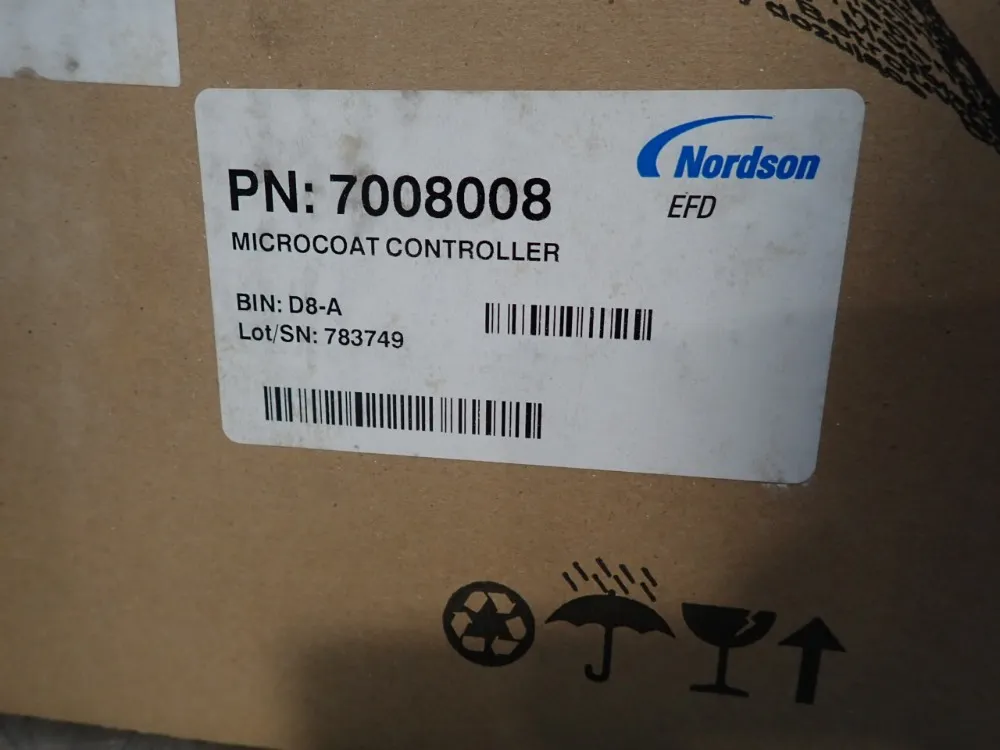 Nordson
EFD
PN: 7008008
MICROCOAT CONTROLLER
BIN: D8-A
Lot/SN: 783749